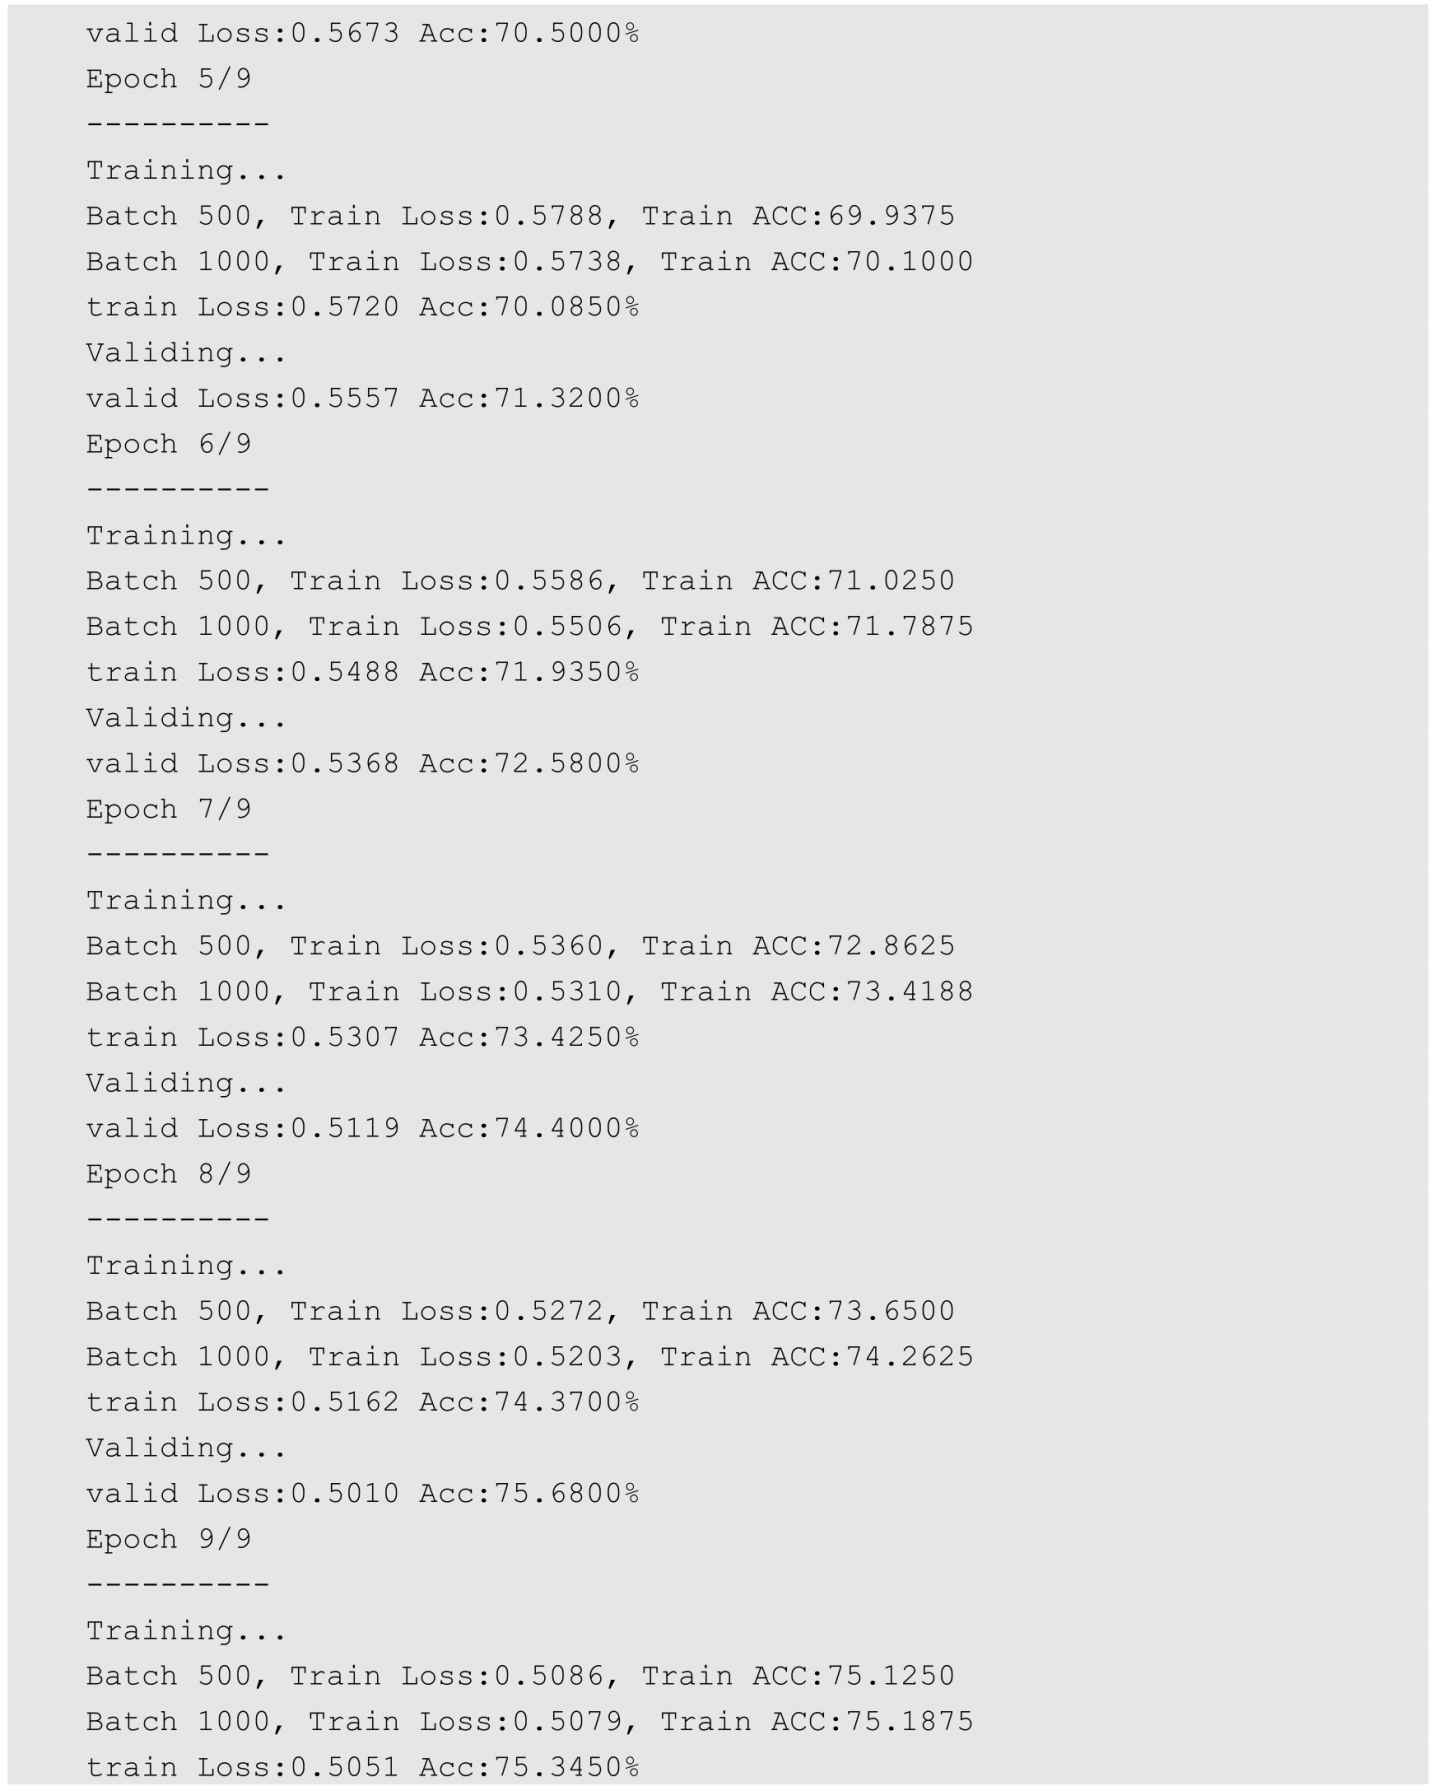 valid Loss:0.5673 Acc:70.5000%
Epoch 5/9
----------
Training...
Batch 500, Train Loss:0.5788, Train ACC:69.9375
Batch 1000, Train Loss:0.5738, Train ACC:70.1000
train Loss:0.5720 Acc:70.0850%
Validing...
valid Loss:0.5557 Acc:71.3200%
Epoch 6/9
----------
Training...
Batch 500, Train Loss:0.5586, Train ACC:71.0250
Batch 1000, Train Loss:0.5506, Train ACC:71.7875
train Loss:0.5488 Acc:71.9350%
Validing...
valid Loss:0.5368 Acc:72.5800%
Epoch 7/9
----------
Training...
Batch 500, Train Loss:0.5360, Train ACC:72.8625
Batch 1000, Train Loss:0.5310, Train ACC:73.4188
train Loss:0.5307 Acc:73.4250%
Validing...
valid Loss:0.5119 Acc:74.4000%
Epoch 8/9
----------
Training...
Batch 500, Train Loss:0.5272, Train ACC:73.6500
Batch 1000, Train Loss:0.5203, Train ACC:74.2625
train Loss:0.5162 Acc:74.3700%
Validing...
valid Loss:0.5010 Acc:75.6800%
Epoch 9/9
----------
Training...
Batch 500, Train Loss:0.5086, Train ACC:75.1250
Batch 1000, Train Loss:0.5079, Train ACC:75.1875
train Loss:0.5051 Acc:75.3450%